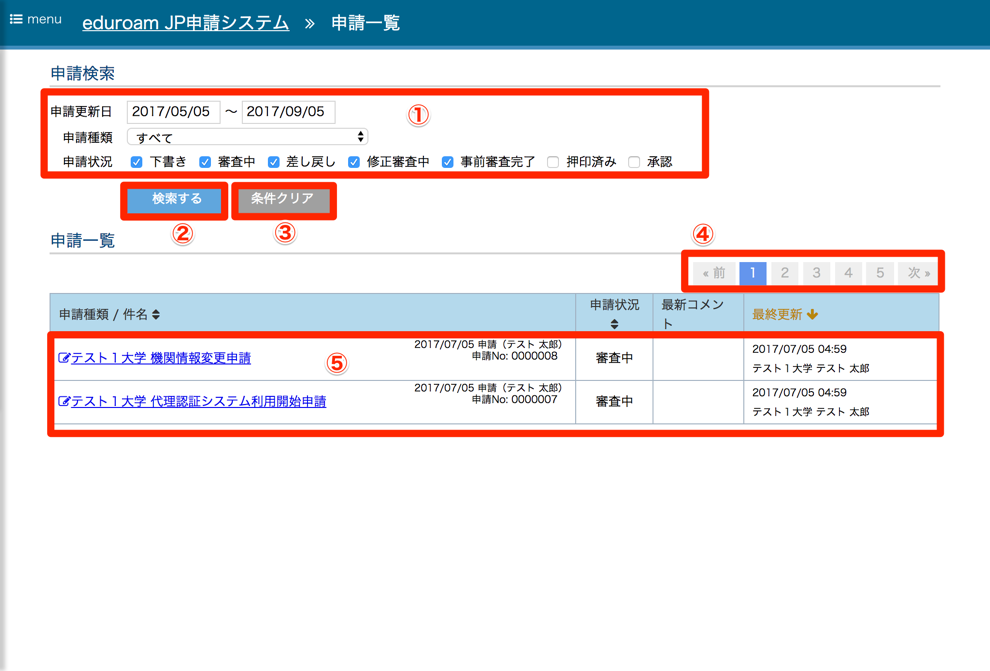 menu eduroam JP申請システム » 申請一覧
申請検索
申請更新日 2017/05/05 ～ 2017/09/05 ①
申請種類 すべて
申請状況 下書き 審査中 差し戻し 修正審査中 事前審査完了 押印済み 承認
検索する 条件クリア
② ③ ④
申請一覧
« 前 1 2 3 4 5 次 »
申請種類 / 件名 申請状況 最新コメン
ト 最終更新
テスト１大学 機関情報変更申請 ⑤ 2017/07/05 申請（テスト 太郎） 審査中 2017/07/05 04:59
申請No: 0000008 テスト１大学 テスト 太郎
テスト１大学 代理認証システム利用開始申請 2017/07/05 申請（テスト 太郎） 審査中 2017/07/05 04:59
申請No: 0000007 テスト１大学 テスト 太郎